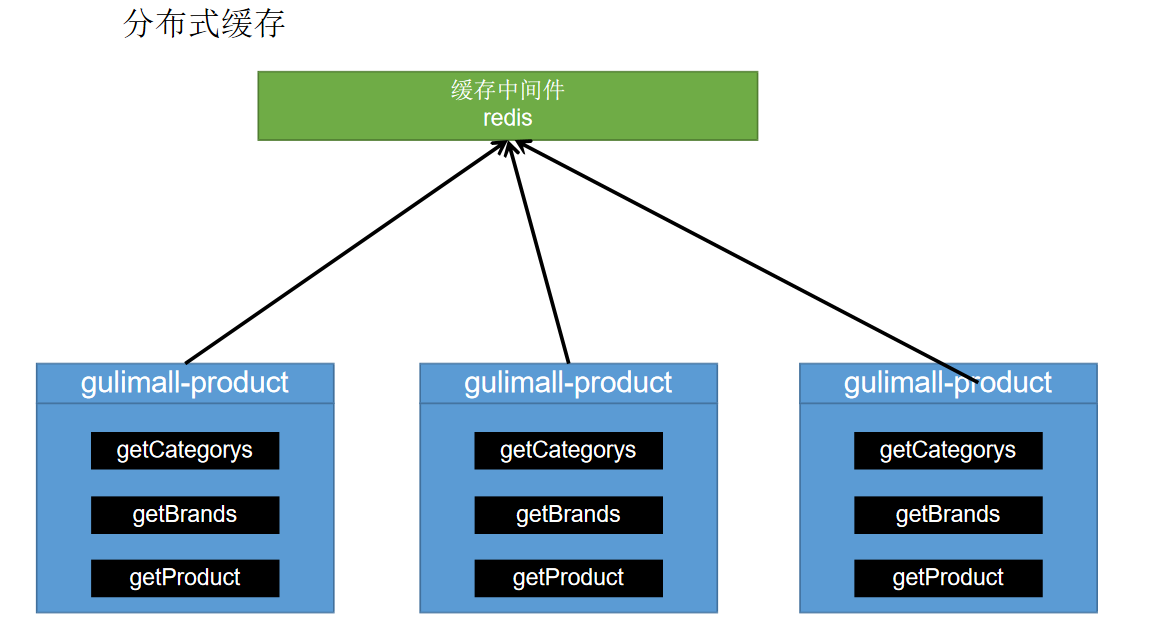 分布式缓存
缓存中间件
redis
gulimall-product
gulimall-product
gulimall-product
getCategorys
getCategorys
getCategorys
getBrands
getBrands
getBrands
getProduct
getProduct
getProduct